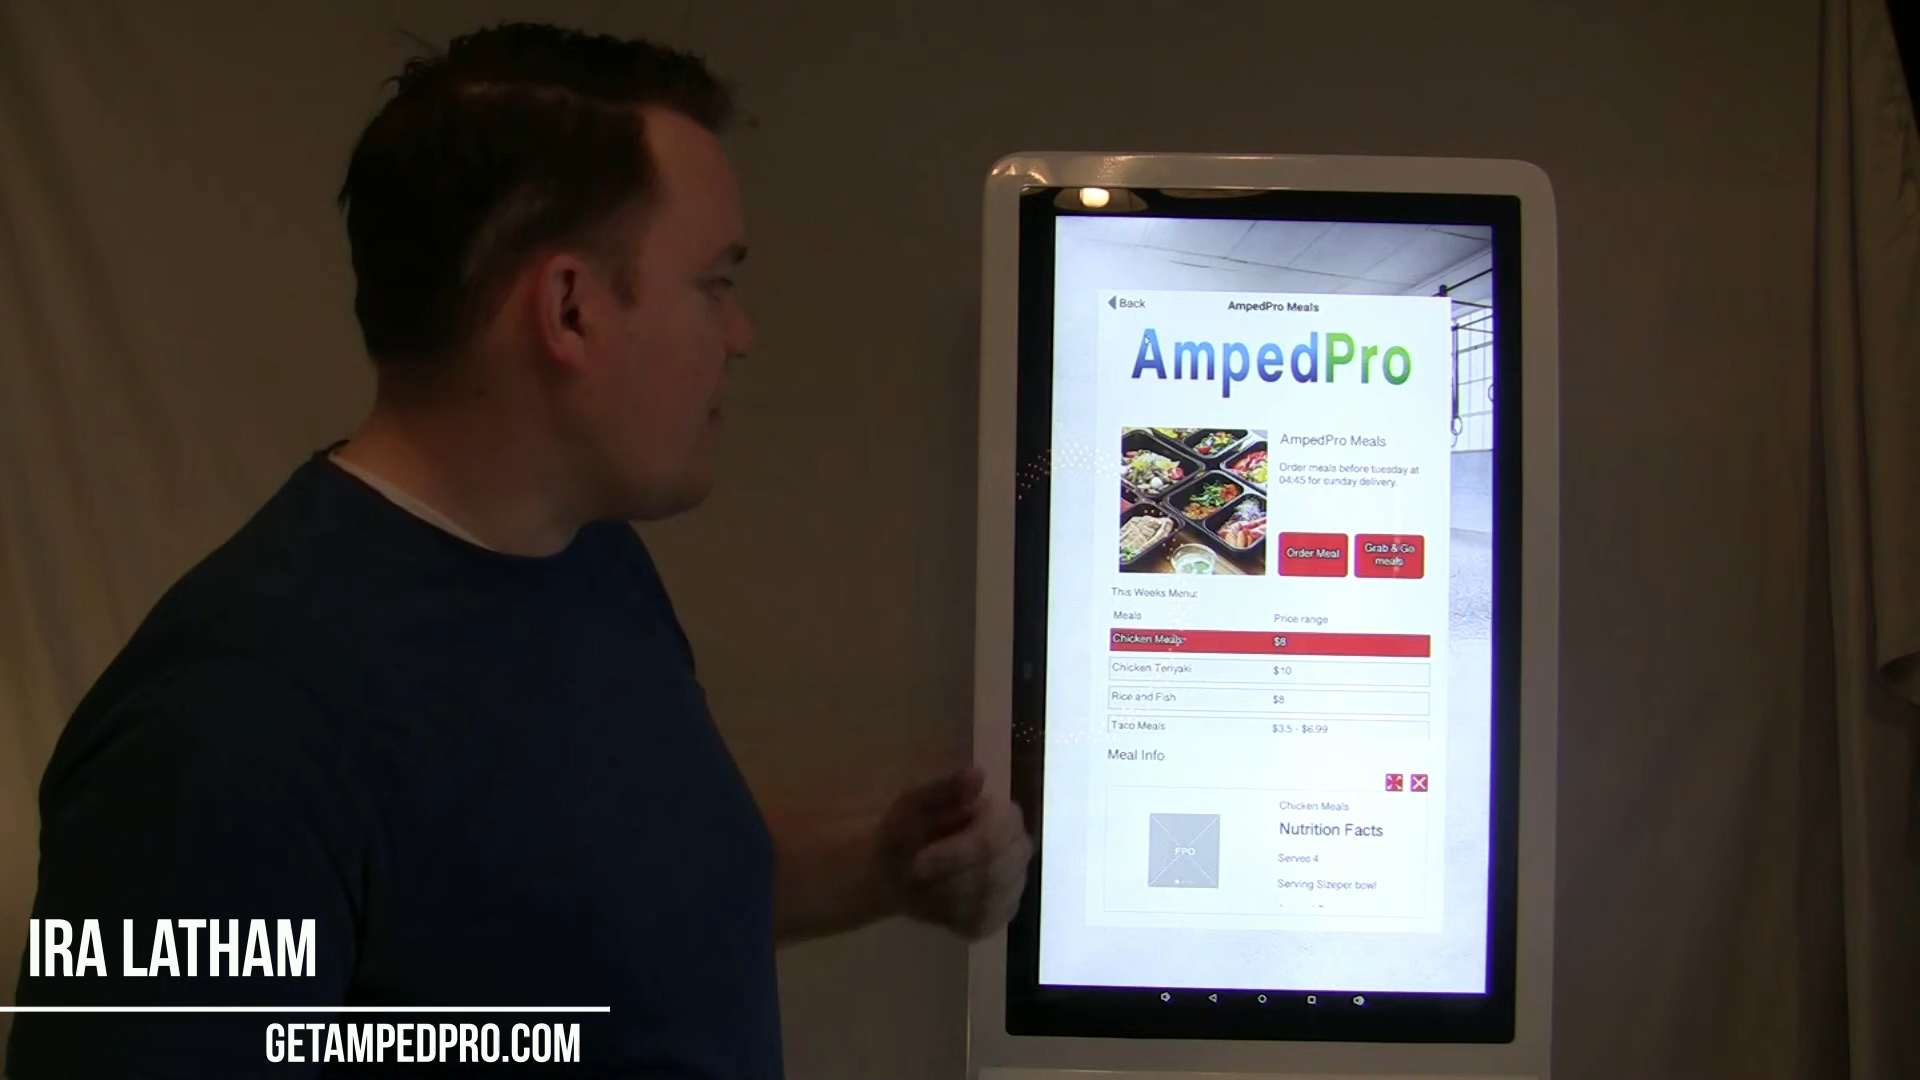 Back
AmpedPro Meals
AmpedPro
AmpedPro Meals
Order meals before tuesday at
04:45 for sunday delivery.
Order Meal
Grab & Go
meals
This Weeks Menu:
Meals Price range
Chicken Meals $8
Chicken Teriyaki $10
Rice and Fish $8
Taco Meals $3.5 - $6.99
Meal Info
Chicken Meals
Nutrition Facts
FPO
Serves 4
Serving Sizeper bowl
IRA LATHAM
GETAMPEDPRO.COM